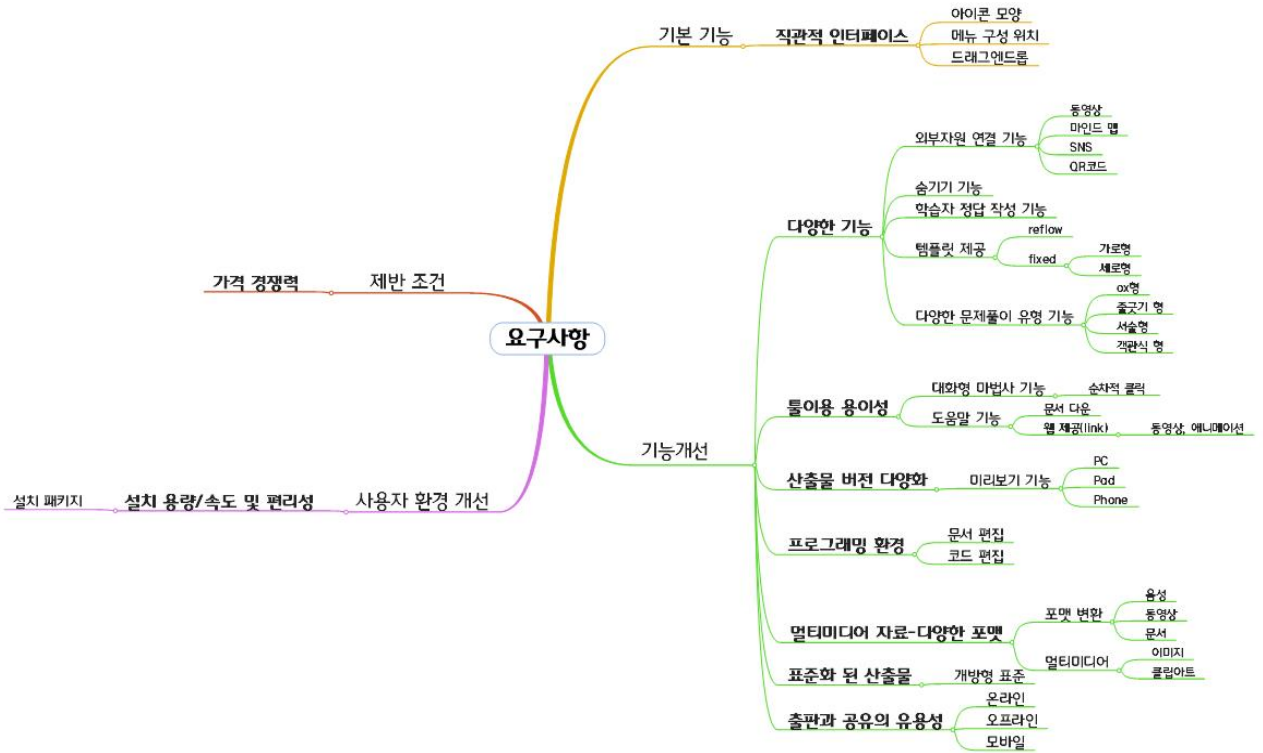 요구사항
기본 기능
직관적 인터페이스
아이콘 모양
메뉴 구성 위치
드래그엔드롭
제반 조건
가격 경쟁력
사용자 환경 개선
설치 용량/속도 및 편리성
설치 패키지
기능개선
다양한 기능
외부자원 연결 기능
동영상
마인드 맵
SNS
QR코드
숨기기 기능
학습자 정답 작성 기능
템플릿 제공
reflow
fixed
가로형
세로형
다양한 문제풀이 유형 기능
ox형
줄긋기 형
서술형
객관식 형
툴이용 용이성
대화형 마법사 기능
순차적 클릭
도움말 기능
문서 다운
웹 제공(link)
동영상, 애니메이션
산출물 버전 다양화
미리보기 기능
PC
Pad
Phone
프로그래밍 환경
문서 편집
코드 편집
멀티미디어 자료-다양한 포맷
포맷 변환
음성
동영상
문서
멀티미디어
이미지
클립아트
표준화 된 산출물
개방형 표준
출판과 공유의 유용성
온라인
오프라인
모바일